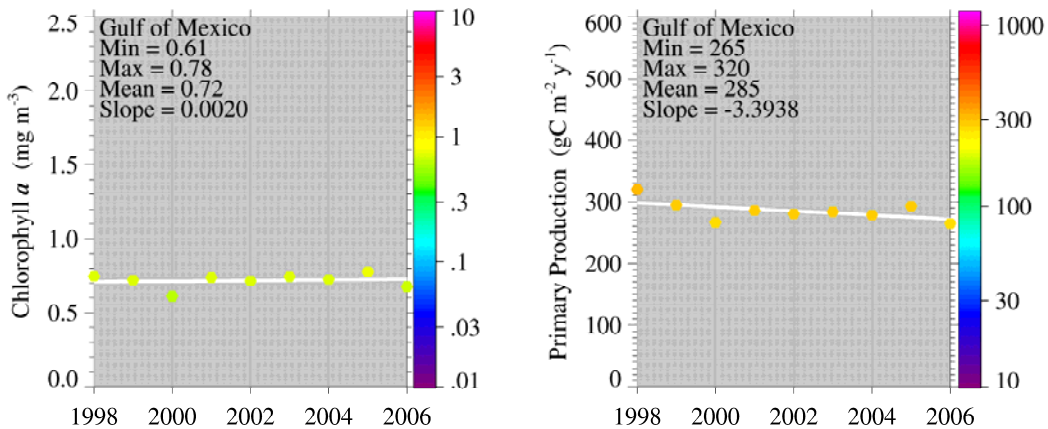 2.5
2.0
1.5
1.0
0.5
0.0
Chlorophyll a (mg m-3)
Gulf of Mexico
Min = 0.61
Max = 0.78
Mean = 0.72
Slope = 0.0020
1998 2000 2002 2004 2006
10
3
1
.3
.1
.03
.01
600
500
400
300
200
100
0
Primary Production (gC m-2 y-1)
Gulf of Mexico
Min = 265
Max = 320
Mean = 285
Slope = -3.3938
1998 2000 2002 2004 2006
1000
300
100
30
10